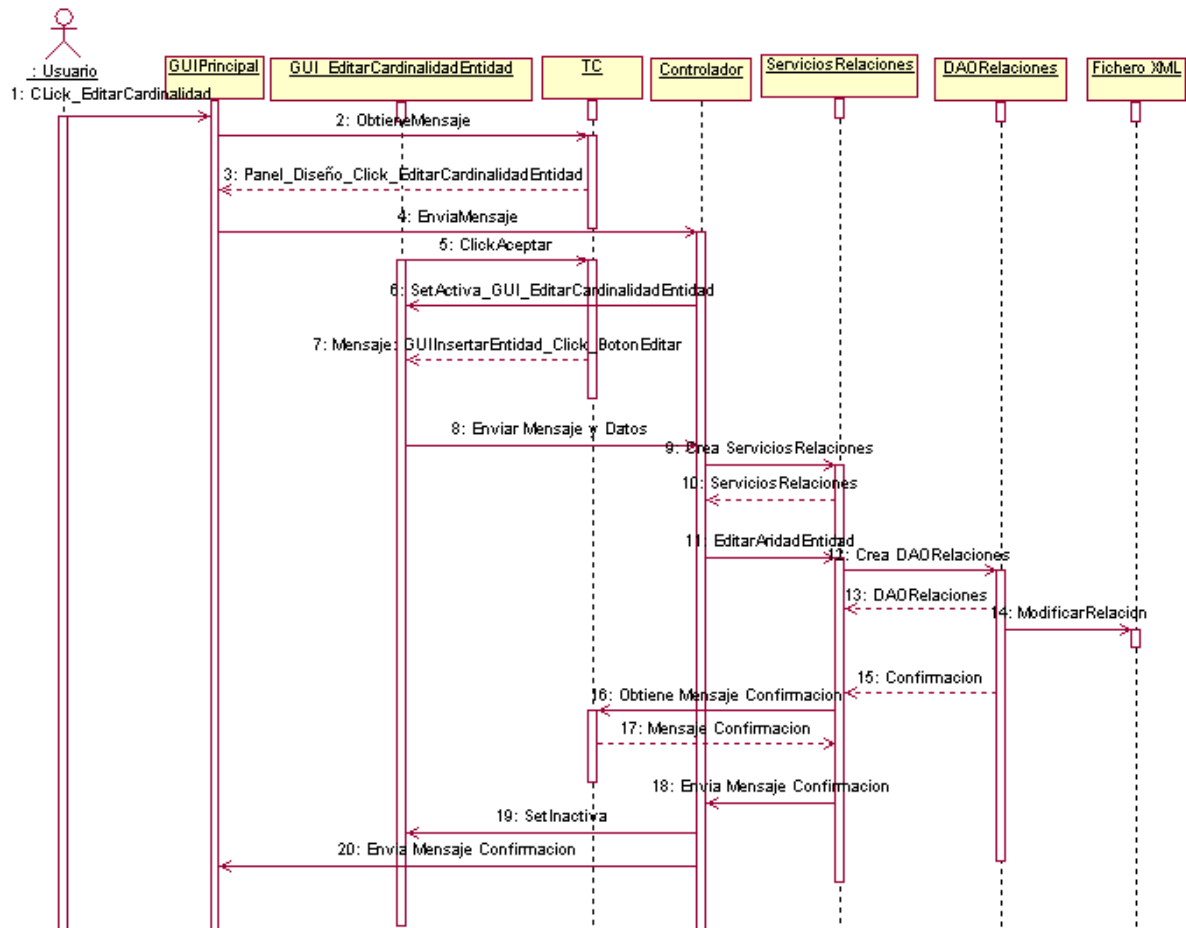 : Usuario
GUIPrincipal
GUI_EditarCardinalidadEntidad
TC
Controlador
ServiciosRelaciones
DAORelaciones
Fichero XML
1: CLick_EditarCardinalidad
2: ObtieneMensaje
3: Panel_Diseño_Click_EditarCardinalidadEntidad
4: EnviaMensaje
5: ClickAceptar
6: SetActiva_GUI_EditarCardinalidadEntidad
7: Mensaje: GUIInsertarEntidad_Click_BotonEditar
8: Enviar Mensaje y Datos
9: Crea ServiciosRelaciones
10: ServiciosRelaciones
11: EditarAridadEntidad
12: Crea DAORelaciones
13: DAORelaciones
14: ModificarRelacion
15: Confirmacion
16: Obtiene Mensaje Confirmacion
17: Mensaje Confirmacion
18: Envia Mensaje Confirmacion
19: SetInactiva
20: Envia Mensaje Confirmacion